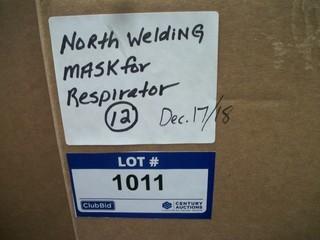 North Welding
MASK for
Respirator
12 Dec. 17/18
LOT #
1011
ClubBid CENTURY
AUCTIONS